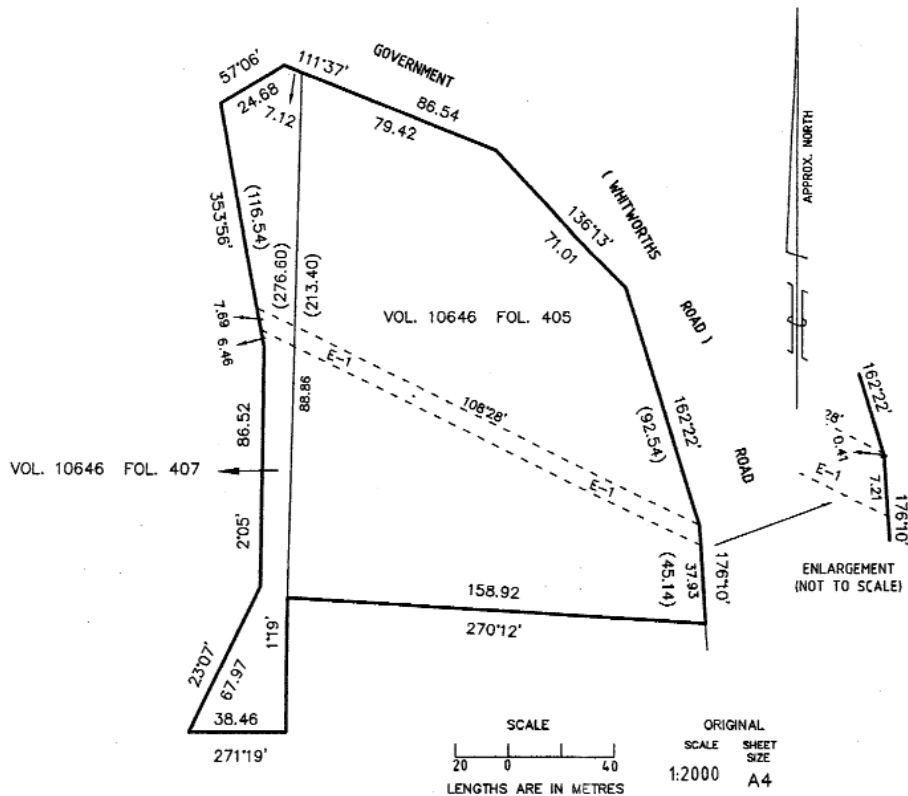 57°06'
24.68
111°37'
7.12
GOVERNMENT
86.54
79.42
( WHITWORTHS
ROAD )
ROAD
136°13'
71.01
APPROX. NORTH
353°56'
(116.54)
(276.60)
(213.40)
VOL. 10646 FOL. 405
7.69
6.46
E-1
88.86
108°28'
162°22'
(92.54)
E-1
86.52
VOL. 10646 FOL. 407
2°05'
162°22'
28'
0.41
E-1
7.21
176°10'
ENLARGEMENT
(NOT TO SCALE)
37.93
(45.14)
176°10'
158.92
270°12'
1°19'
23°07'
67.97
38.46
271°19'
SCALE
20 0 40
LENGTHS ARE IN METRES
ORIGINAL
SCALE SHEET
SIZE
1:2000 A4